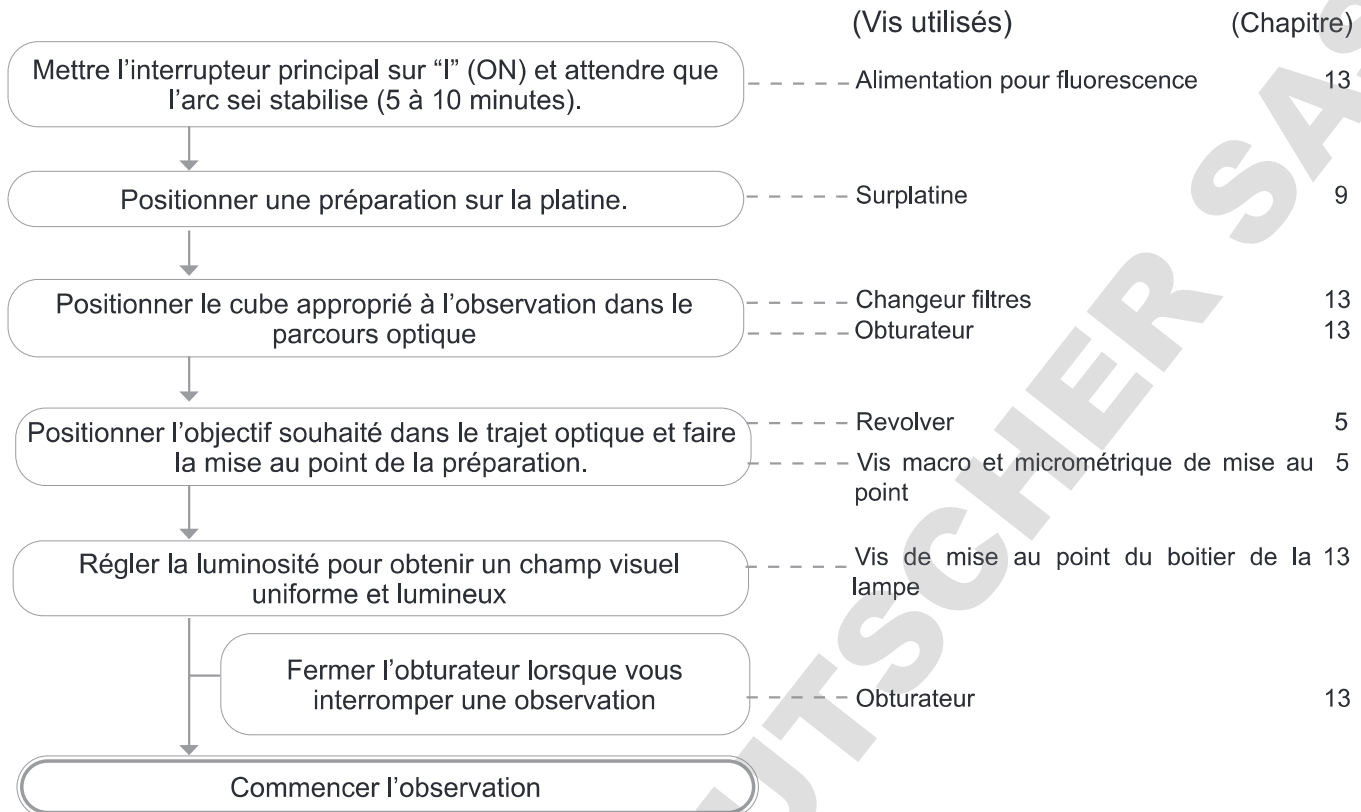 (Vis utilisés) (Chapitre)
Mettre l’interrupteur principal sur “I” (ON) et attendre que
l’arc sei stabilise (5 à 10 minutes).
Alimentation pour fluorescence 13
Positionner une préparation sur la platine.
Surplatine 9
Positionner le cube approprié à l’observation dans le
parcours optique
Changeur filtres 13
Obturateur 13
Positionner l’objectif souhaité dans le trajet optique et faire
la mise au point de la préparation.
Revolver 5
Vis macro et micrométrique de mise au 5
point
Régler la luminosité pour obtenir un champ visuel
uniforme et lumineux
Vis de mise au point du boitier de la 13
lampe
Fermer l’obturateur lorsque vous
interromper une observation
Obturateur 13
Commencer l’observation
UTSCHER SA